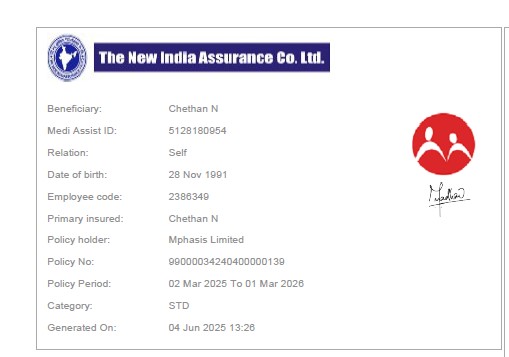 The New India Assurance Co. Ltd.
Beneficiary: Chethan N
Medi Assist ID: 5128180954
Relation: Self
Date of birth: 28 Nov 1991
Employee code: 2386349
Primary insured: Chethan N
Policy holder: Mphasis Limited
Policy No: 99000034240400000139
Policy Period: 02 Mar 2025 To 01 Mar 2026
Category: STD
Generated On: 04 Jun 2025 13:26